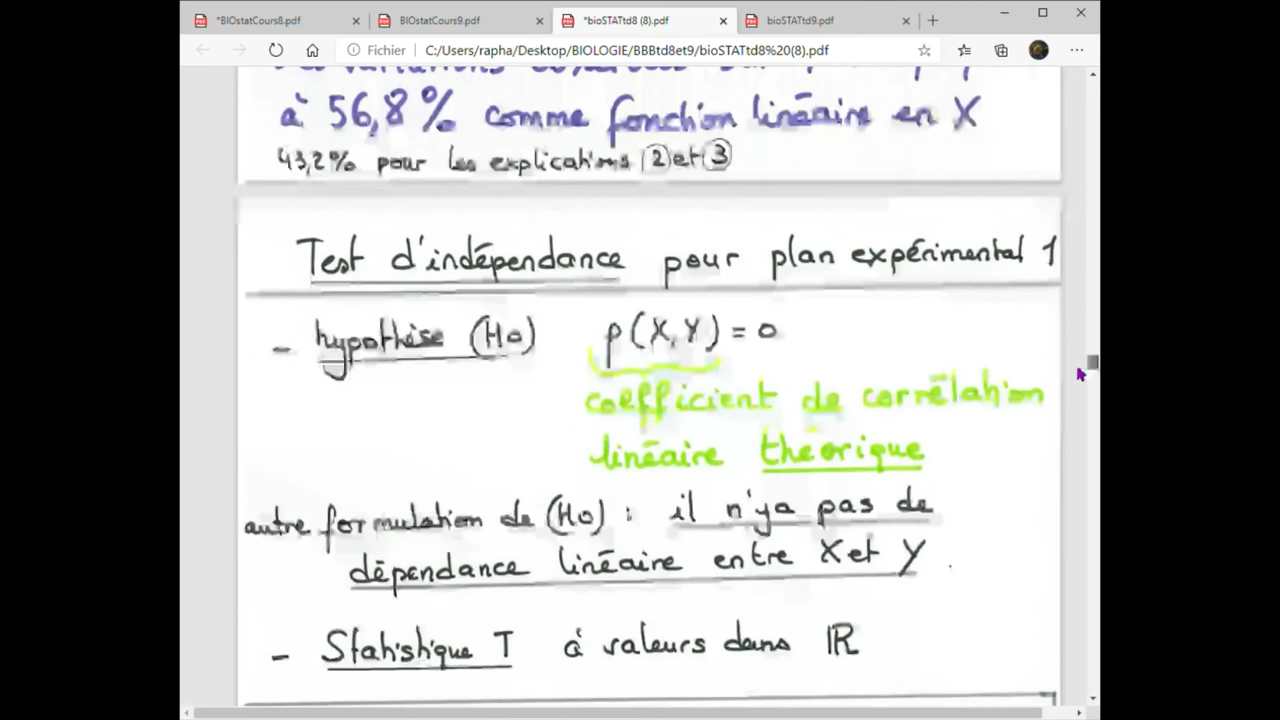 *BIOstatCours8.pdf
BIOstatCours9.pdf
*bioSTATtd8 (8).pdf
bioSTATtd9.pdf
Fichier
C:/Users/rapha/Desktop/BIOLOGIE/BBBtd8et9/bioSTATtd8%20(8).pdf
à 56,8% comme fonction linéaire en X
43,2% pour les explications 2 et 3
Test d'indépendance pour plan expérimental 1
- hypothèse (H0) ρ(X,Y) = 0
coefficient de corrélation
linéaire théorique
autre formulation de (H0) : il n'ya pas de
dépendance linéaire entre X et Y.
- Statistique T à valeurs dans ℝ